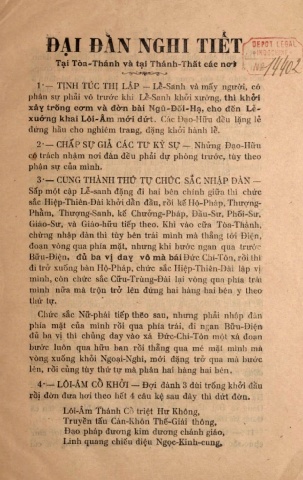 ĐẠI ĐÀN NGHI TIẾT
Tại Tòa-Thánh và tại Thánh-Thất các nơi
DEPOT LEGAL
INDOCHINE
No 14402
1·— TỊNH TÚC THỊ LẬP — Lễ-Sanh và mấy người, có
phận sự phải vô trước khi Lễ-Sanh khởi xướng, thì khởi
xây trống cơm và đờn bài Ngũ-Đối-Hạ, cho đến Lễ-
xướng khai Lôi-Âm mới dứt. Các Đạo-Hữu đều lặng lẽ
đứng hầu cho nghiêm trang, đặng khởi hành lễ.
2·— CHẤP SỰ GIẢ CÁC TƯ KỲ SỰ — Những Đạo-Hữu
có trách nhậm nơi đàn đều phải dự phòng trước, tùy theo
phận sự của mình.
3·— CUNG THÀNH THỨ TỰ CHỨC SẮC NHẬP ĐÀN —
Sắp một cặp Lễ-sanh đặng đi hai bên chính giữa thì chức
sắc Hiệp-Thiên-Đài khởi dẫn đầu, rồi kế Hộ-Pháp, Thượng-
Phẩm, Thượng-Sanh, kế Chưởng-Pháp, Đầu-Sư, Phối-Sư,
Giáo-Sư, và Giáo-hữu tiếp theo. Khi vào cửa Tòa-Thánh,
chừng nhập đàn thì tùy bên trái mình mà thẳng tới Điện,
đoạn vòng qua phía mặt, nhưng khi bước ngan qua trước
Bửu-Điện, đủ ba vị day vô mà bái Đức Chí-Tôn, rồi thì
đi trở xuống bàn Hộ-Pháp, chức sắc Hiệp-Thiên-Đài lập vị
mình, còn chức sắc Cửu-Trùng-Đài lại vòng qua phía trái
mình nữa mà trộn trở lên đứng hai hàng hai bên y theo
thứ tự.
Chức sắc Nữ-phái tiếp theo sau, nhưng nhập đàn phía
mặt của mình rồi qua phía trái, đi ngan Bửu-Điện
đủ ba vị thì chúng day vào xá Đức-Chí-Tôn một xá đoạn
bước luôn qua hữu ban rồi thẳng qua mé mặt mình mà
vòng xuống khỏi Ngoại-Nghi, mới đặng trở qua mà bước
lên, rồi cũng tùy thứ tự mà phân hai hàng hai bên.
4·— LÔI-ÂM CỔ KHỞI — Đợi đánh 3 dùi trống khởi đầu
rồi đờn đưa hơi theo hết 4 câu kệ sau đây thì dứt đờn.
Lôi-Âm Thánh Cổ triệt Hư Không,
Truyền tấu Càn-Khôn Thế-Giái thông,
Đạo pháp đương kim dương chánh giáo,
Linh quang chiếu diệu Ngọc-Kinh-cung,